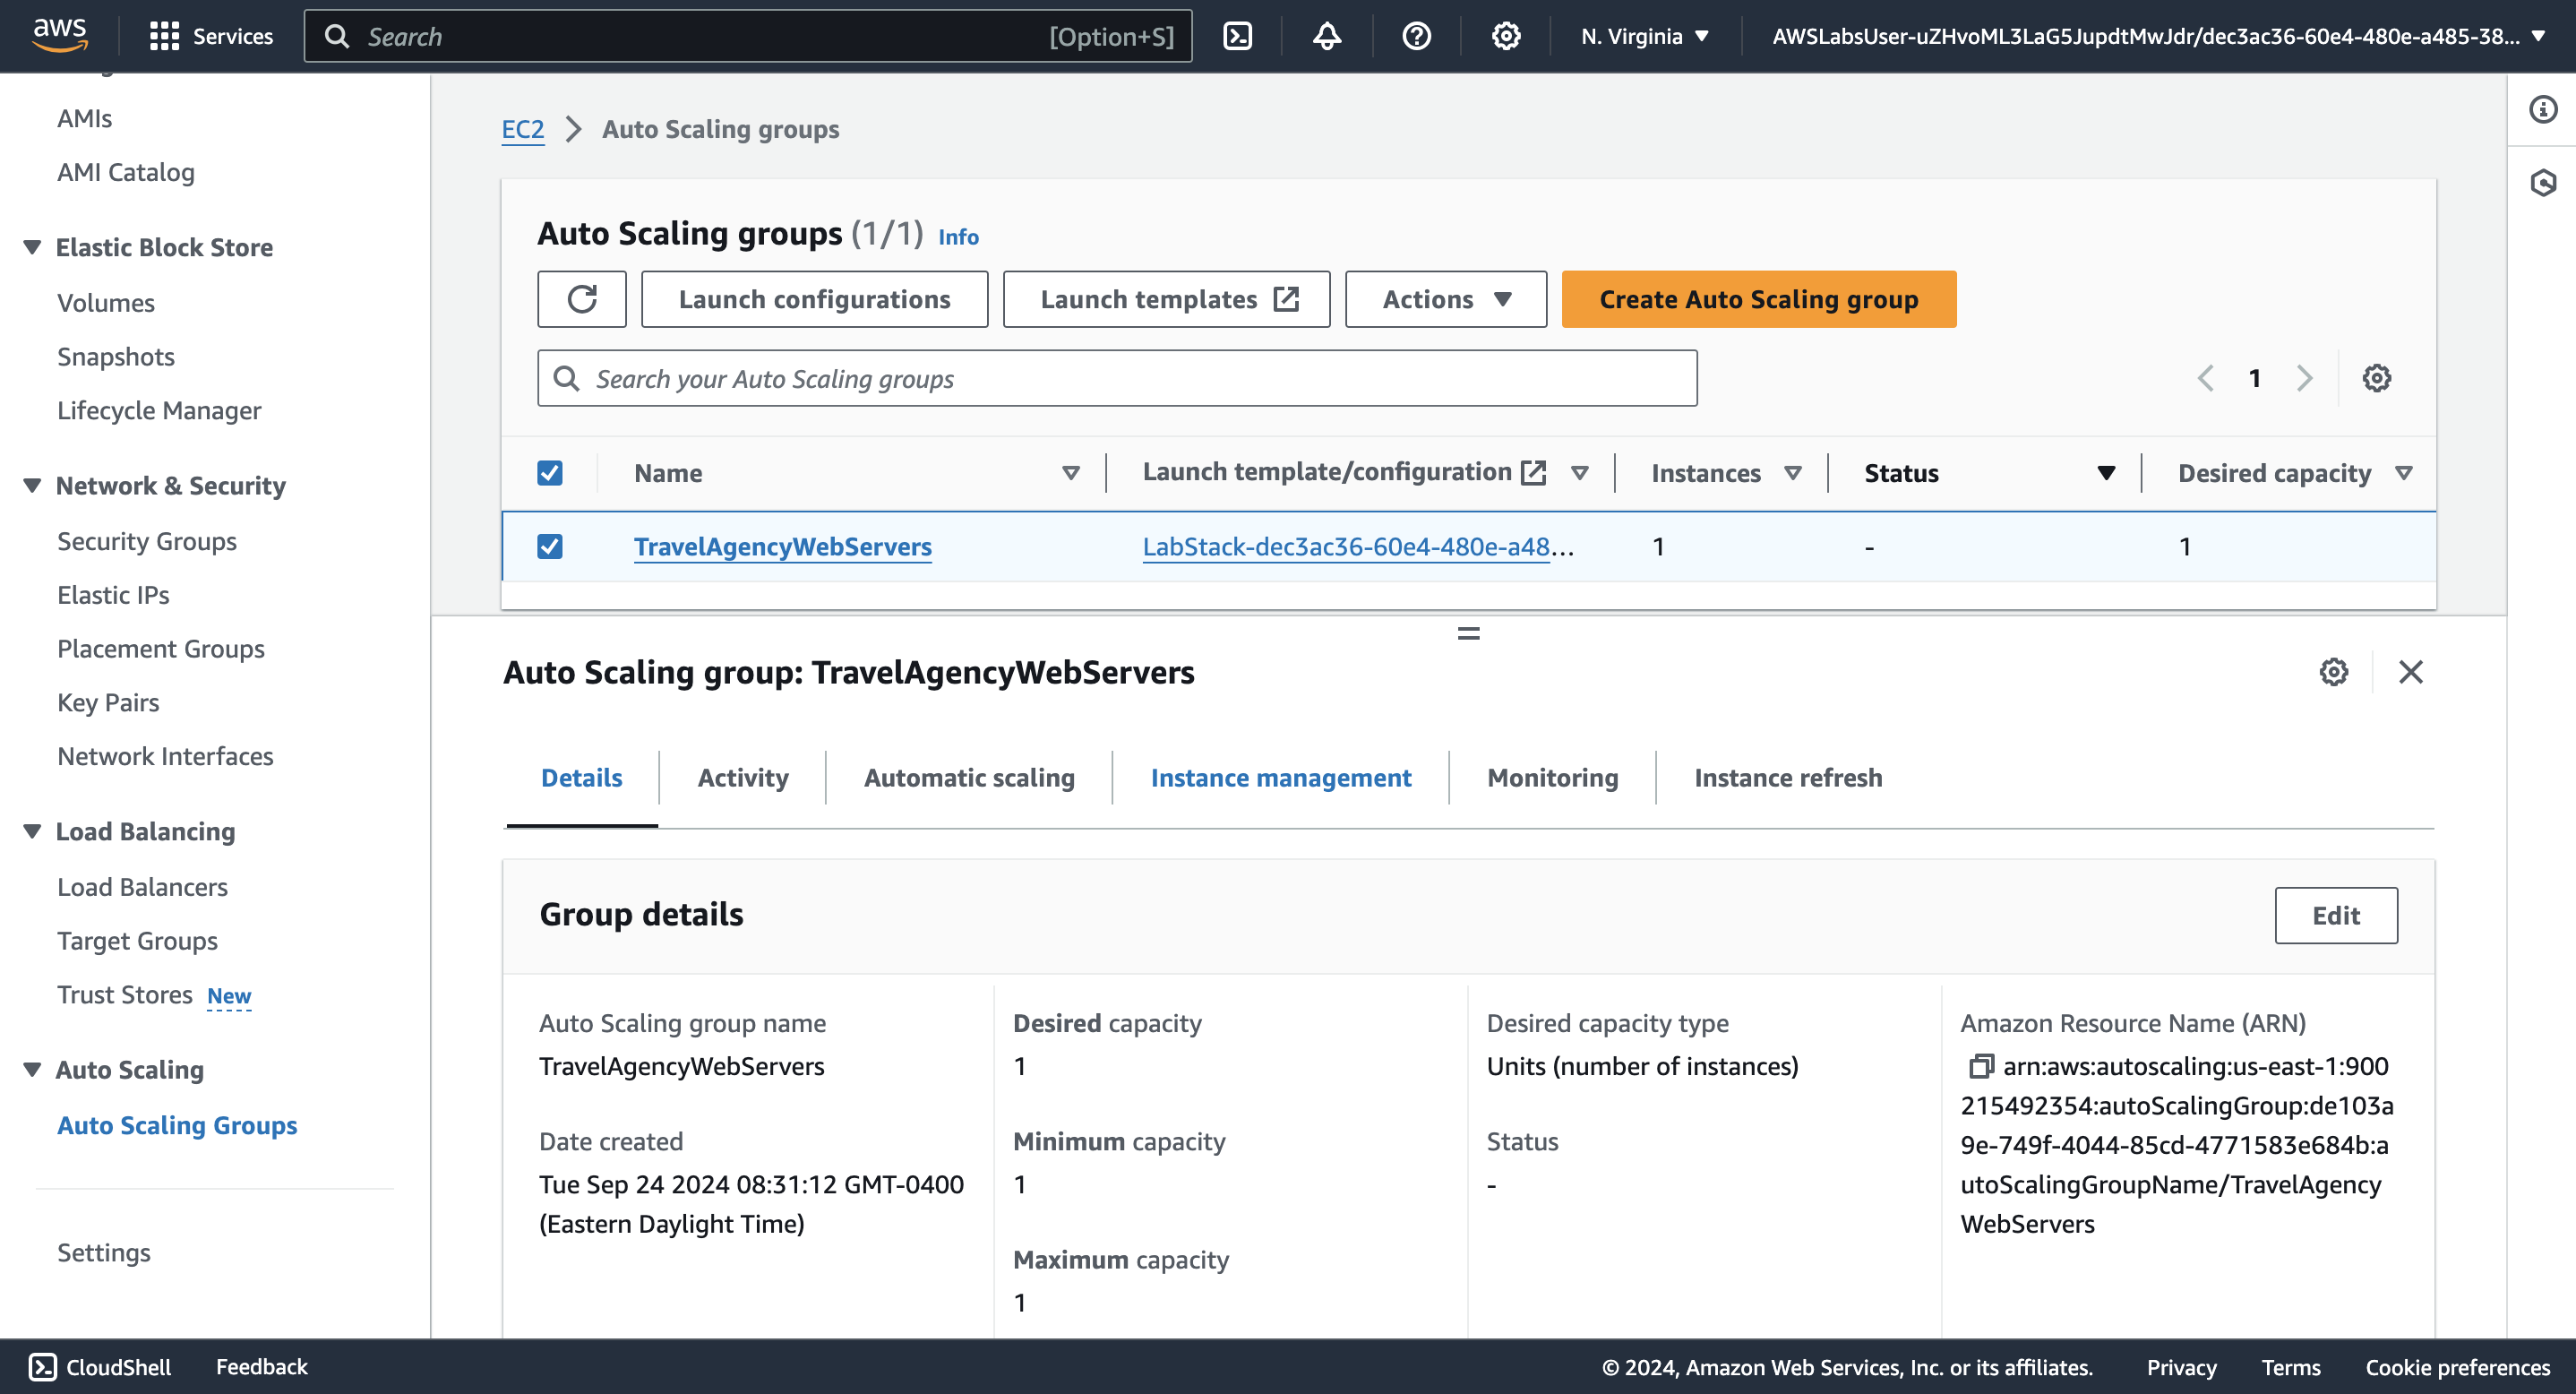 aws
Services
Search
[Option+S]
N. Virginia
AWSLabsUser-uZHvoML3LaG5JupdtMwJdr/dec3ac36-60e4-480e-a485-38...
AMIs
AMI Catalog
Elastic Block Store
Volumes
Snapshots
Lifecycle Manager
Network & Security
Security Groups
Elastic IPs
Placement Groups
Key Pairs
Network Interfaces
Load Balancing
Load Balancers
Target Groups
Trust Stores New
Auto Scaling
Auto Scaling Groups
Settings
EC2 Auto Scaling groups
Auto Scaling groups (1/1) Info
Launch configurations
Launch templates
Actions
Create Auto Scaling group
Search your Auto Scaling groups
1
Name
Launch template/configuration
Instances
Status
Desired capacity
TravelAgencyWebServers
LabStack-dec3ac36-60e4-480e-a48...
1
-
1
Auto Scaling group: TravelAgencyWebServers
Details
Activity
Automatic scaling
Instance management
Monitoring
Instance refresh
Group details
Edit
Auto Scaling group name
TravelAgencyWebServers
Date created
Tue Sep 24 2024 08:31:12 GMT-0400
(Eastern Daylight Time)
Desired capacity
1
Minimum capacity
1
Maximum capacity
1
Desired capacity type
Units (number of instances)
Status
-
Amazon Resource Name (ARN)
arn:aws:autoscaling:us-east-1:900
215492354:autoScalingGroup:de103a
9e-749f-4044-85cd-4771583e684b:a
utoScalingGroupName/TravelAgency
WebServers
CloudShell
Feedback
© 2024, Amazon Web Services, Inc. or its affiliates.
Privacy
Terms
Cookie preferences